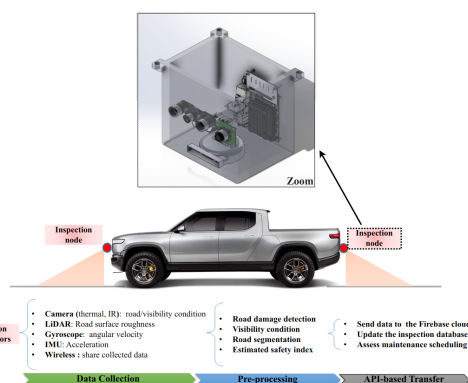 Zoom
Inspection
node
Inspection
node
Camera (thermal, IR): road/visibility condition
LiDAR: Road surface roughness
Gyroscope: angular velocity
IMU: Acceleration
Wireless : share collected data
Road damage detection
Visibility condition
Road segmentation
Estimated safety index
Send data to the Firebase cloud
Update the inspection database
Assess maintenance scheduling
Data Collection
Pre-processing
API-based Transfer